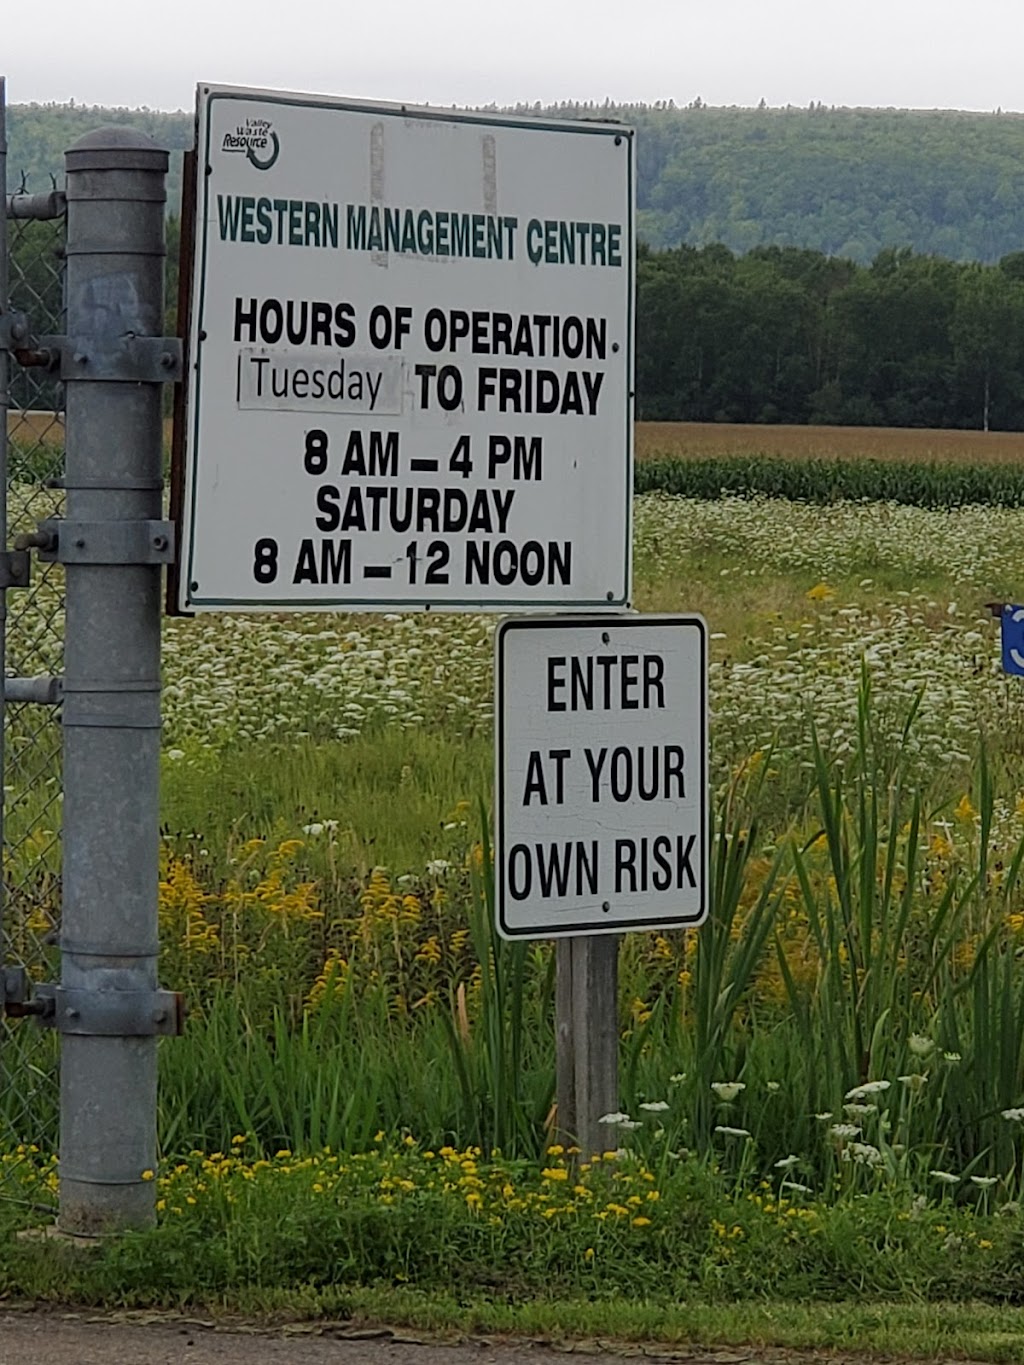 Valley
Waste
Resource
WESTERN MANAGEMENT CENTRE
HOURS OF OPERATION
Tuesday TO FRIDAY
8 AM – 4 PM
SATURDAY
8 AM – 12 NOON
ENTER
AT YOUR
OWN RISK